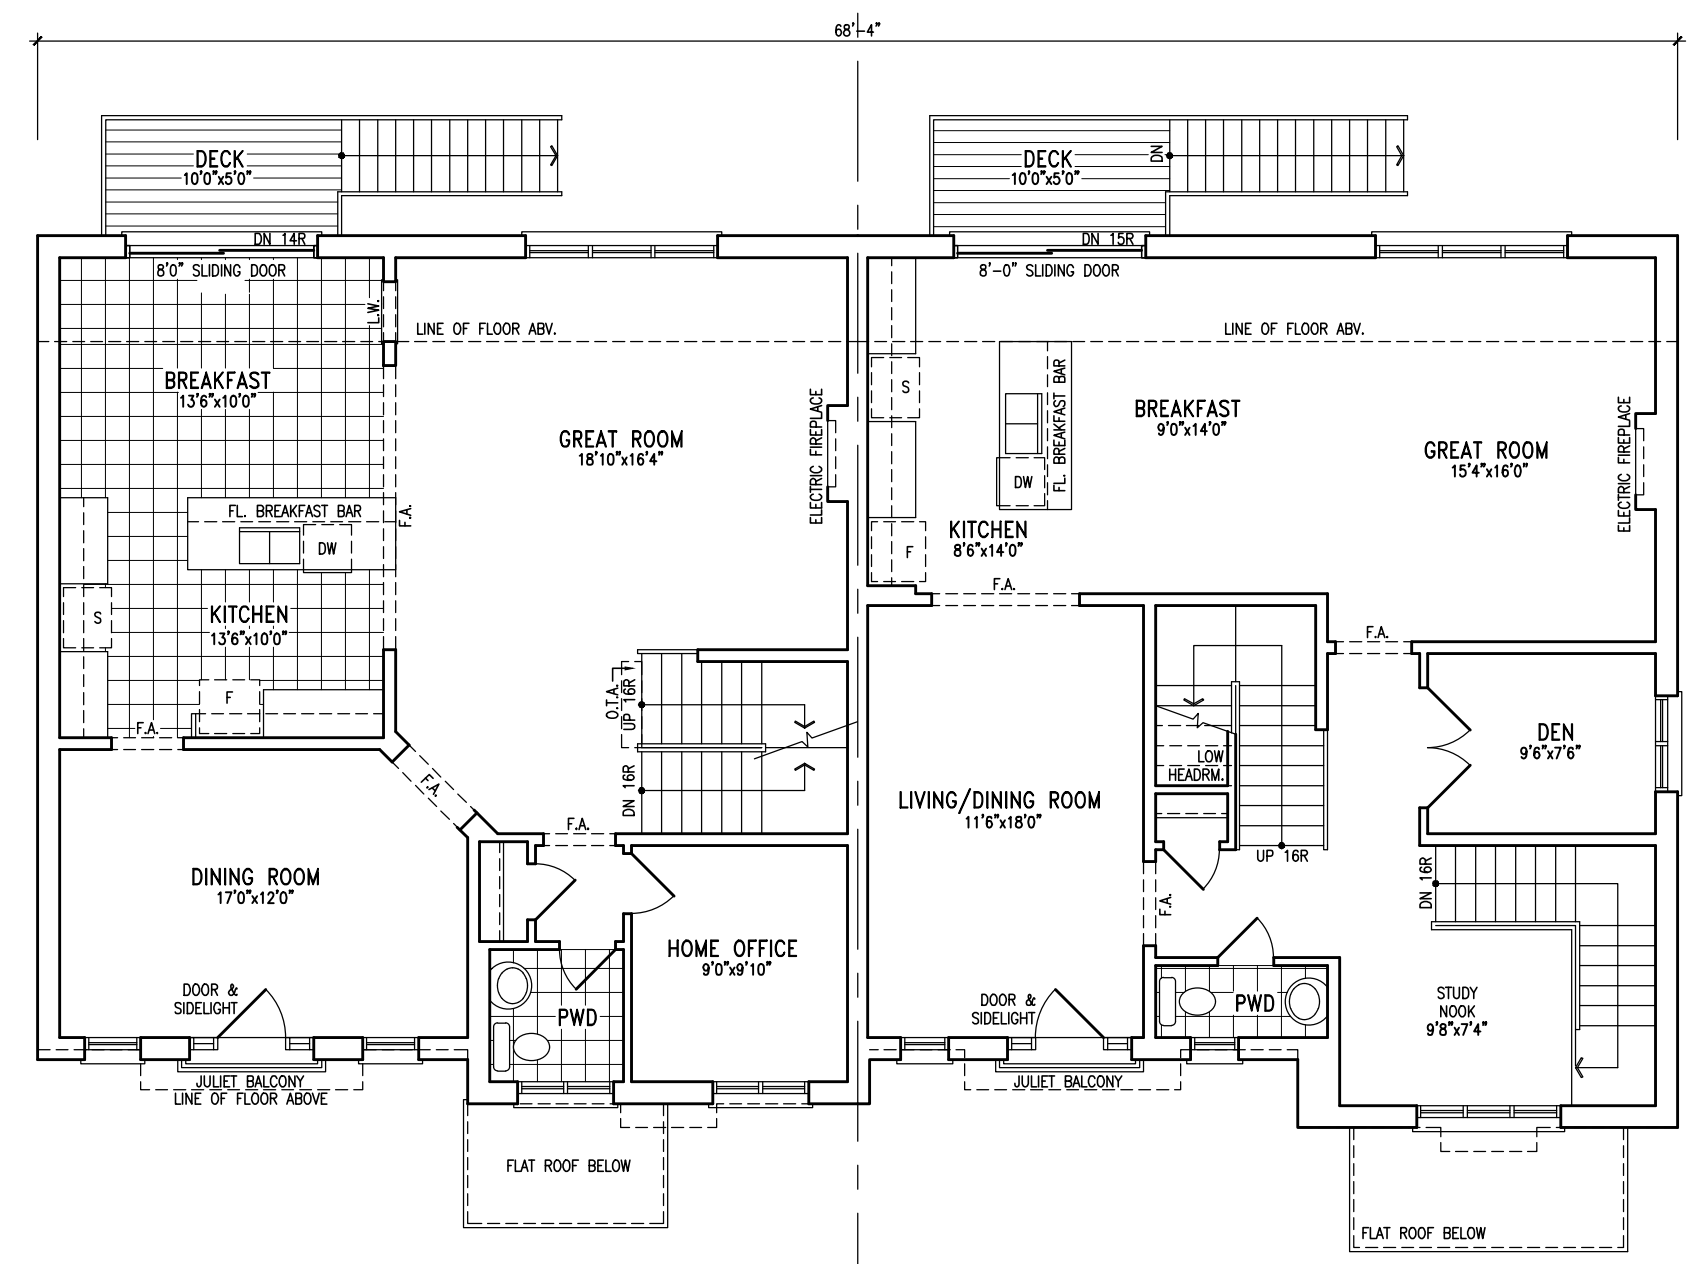 68'-4"
DECK
10'0"x5'0"
DECK
10'0"x5'0"
DN
DN 14R
8'0" SLIDING DOOR
DN 15R
8'-0" SLIDING DOOR
L.W.
LINE OF FLOOR ABV.
LINE OF FLOOR ABV.
BREAKFAST
13'6"x10'0"
S
FL. BREAKFAST BAR
BREAKFAST
9'0"x14'0"
GREAT ROOM
18'10"x16'4"
ELECTRIC FIREPLACE
GREAT ROOM
15'4"x16'0"
ELECTRIC FIREPLACE
DW
FL. BREAKFAST BAR
F.A.
DW
KITCHEN
8'6"x14'0"
F
F.A.
S
KITCHEN
13'6"x10'0"
F.A.
O.T.A.
UP 16R
F
F.A.
DEN
9'6"x7'6"
LOW
HEADRM.
F.A.
DN 16R
LIVING/DINING ROOM
11'6"x18'0"
F.A.
UP 16R
DINING ROOM
17'0"x12'0"
DN 16R
F.A.
HOME OFFICE
9'0"x9'10"
DOOR &
SIDELIGHT
DOOR &
SIDELIGHT
PWD
PWD
STUDY
NOOK
9'8"x7'4"
JULIET BALCONY
LINE OF FLOOR ABOVE
JULIET BALCONY
FLAT ROOF BELOW
FLAT ROOF BELOW